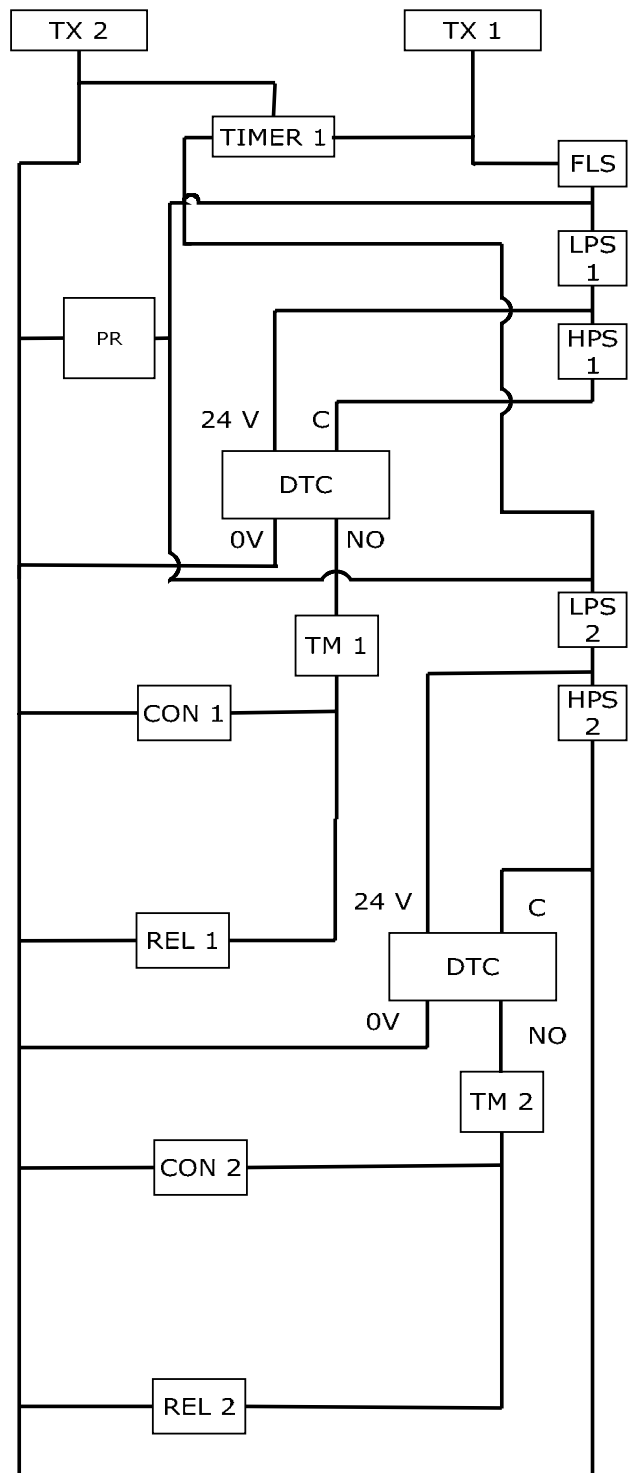 TX 2
TX 1
TIMER 1
FLS
LPS
1
PR
HPS
1
24 V
C
DTC
0V
NO
LPS
2
TM 1
HPS
2
CON 1
24 V
C
REL 1
DTC
0V
NO
TM 2
CON 2
REL 2